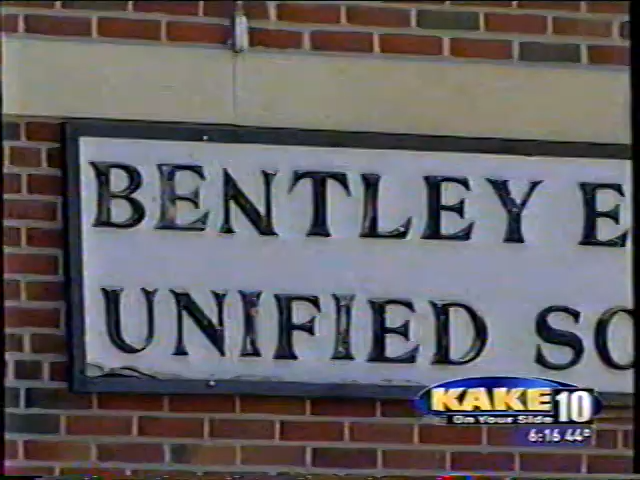 BENTLEY E
UNIFIED SC
KAKE 10
On Your Side
6:16 44°